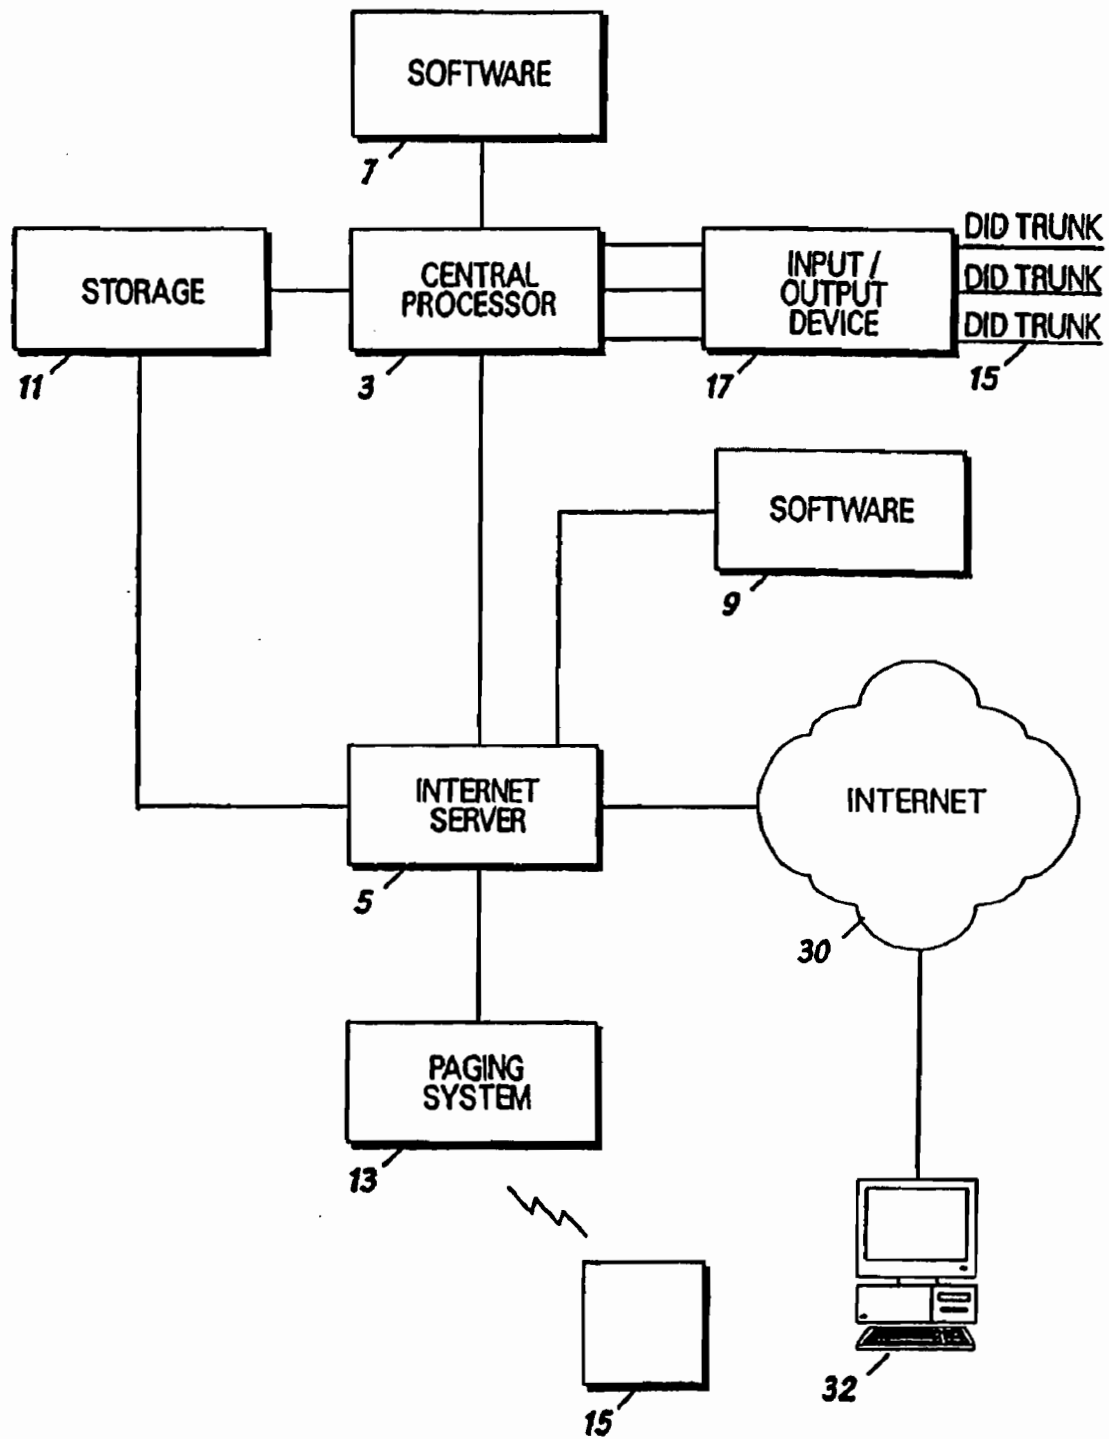 SOFTWARE
7
DID TRUNK
STORAGE
CENTRAL
PROCESSOR
INPUT /
OUTPUT
DEVICE
DID TRUNK
DID TRUNK
11
3
17
15
SOFTWARE
9
INTERNET
SERVER
INTERNET
5
30
PAGING
SYSTEM
13
32
15